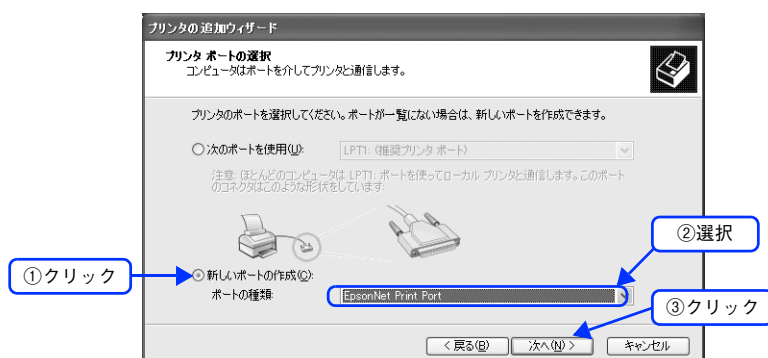 プリンタの追加ウィザード
プリンタ ポートの選択
コンピュータはポートを介してプリンタと通信します。
プリンタのポートを選択してください。ポートが一覧にない場合は、新しいポートを作成できます。
次のポートを使用(U):
LPT1: (推奨プリンタ ポート)
注意: ほとんどのコンピュータは LPT1: ポートを使ってローカル プリンタと通信します。このポート
のコネクタはこのような形状をしています:
②選択
①クリック
新しいポートの作成(C):
ポートの種類:
EpsonNet Print Port
③クリック
< 戻る(B)
次へ(N) >
キャンセル